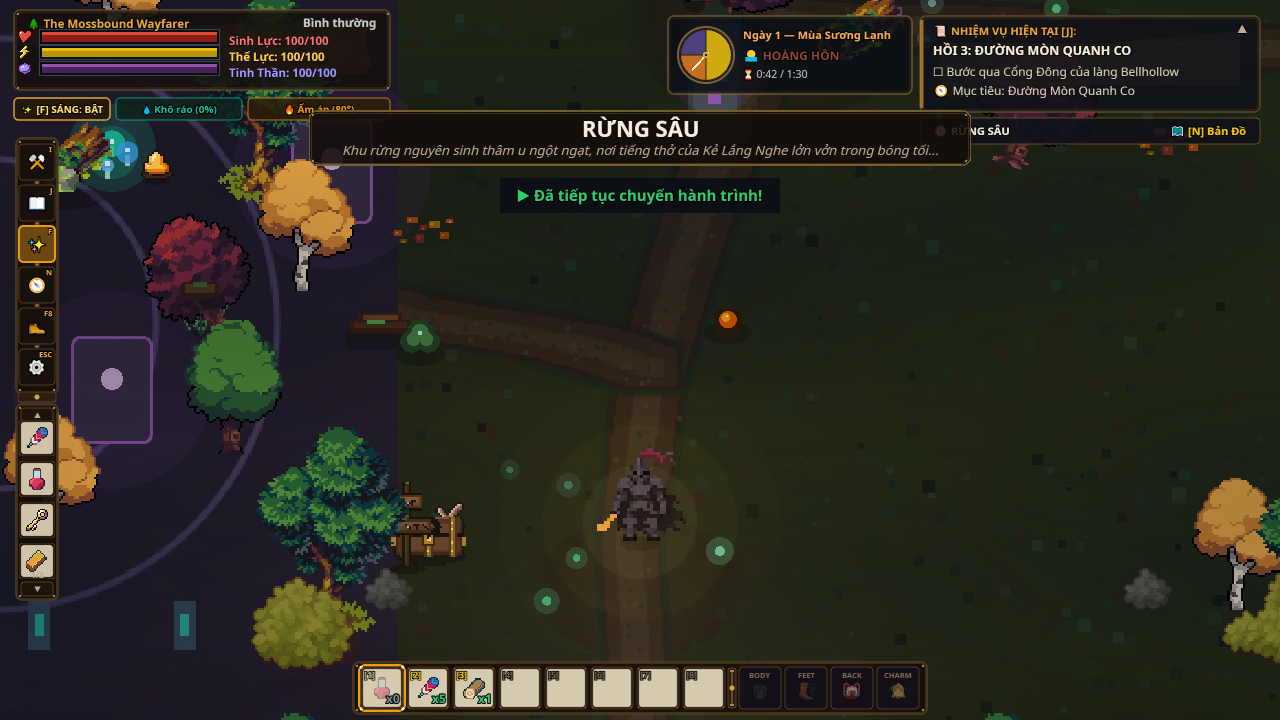 The Mossbound Wayfarer
Bình thường
Sinh Lực: 100/100
Thể Lực: 100/100
Tinh Thần: 100/100
[F] SÁNG: BẬT
Khô ráo (0%)
Ấm áp (80°)
Ngày 1 — Mùa Sương Lạnh
HOÀNG HÔN
0:42 / 1:30
NHIỆM VỤ HIỆN TẠI [J]:
HỒI 3: ĐƯỜNG MÒN QUANH CO
Bước qua Cổng Đông của làng Bellhollow
Mục tiêu: Đường Mòn Quanh Co
RỪNG SÂU
[N] Bản Đồ
RỪNG SÂU
Khu rừng nguyên sinh thâm u ngột ngạt, nơi tiếng thở của Kẻ Lắng Nghe lởn vởn trong bóng tối...
▶ Đã tiếp tục chuyến hành trình!
I
J
F
N
F8
ESC
[1]
x0
[2]
x5
[3]
x1
[4]
[5]
[6]
[7]
[8]
BODY
FEET
BACK
CHARM